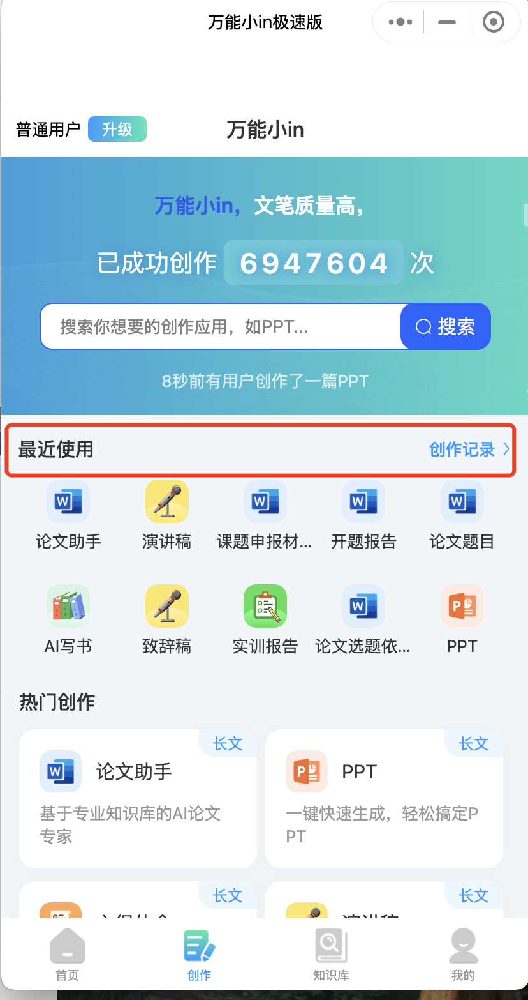 万能小in极速版
普通用户 升级 万能小in
万能小in，文笔质量高，
已成功创作 6947604 次
搜索你想要的创作应用，如PPT... 搜索
8秒前有用户创作了一篇PPT
最近使用 创作记录
论文助手 演讲稿 课题申报材... 开题报告 论文题目
AI写书 致辞稿 实训报告 论文选题依... PPT
热门创作
长文 长文
论文助手 PPT
基于专业知识库的AI论文
专家
一键快速生成，轻松搞定P
PT
长文 长文
首页 创作 知识库 我的